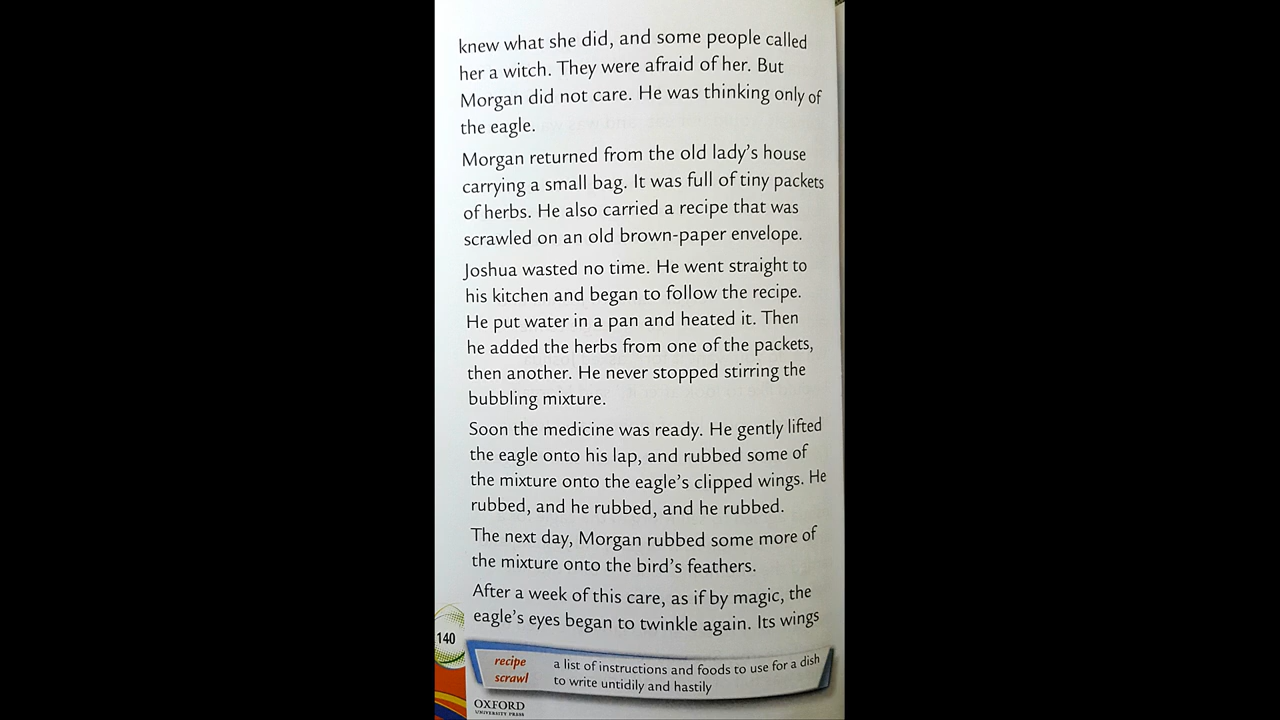 knew what she did, and some people called
her a witch. They were afraid of her. But
Morgan did not care. He was thinking only of
the eagle.
Morgan returned from the old lady's house
carrying a small bag. It was full of tiny packets
of herbs. He also carried a recipe that was
scrawled on an old brown-paper envelope.
Joshua wasted no time. He went straight to
his kitchen and began to follow the recipe.
He put water in a pan and heated it. Then
he added the herbs from one of the packets,
then another. He never stopped stirring the
bubbling mixture.
Soon the medicine was ready. He gently lifted
the eagle onto his lap, and rubbed some of
the mixture onto the eagle's clipped wings. He
rubbed, and he rubbed, and he rubbed.
The next day, Morgan rubbed some more of
the mixture onto the bird's feathers.
After a week of this care, as if by magic, the
eagle's eyes began to twinkle again. Its wings
140
recipe a list of instructions and foods to use for a dish
scrawl to write untidily and hastily
OXFORD
UNIVERSITY PRESS